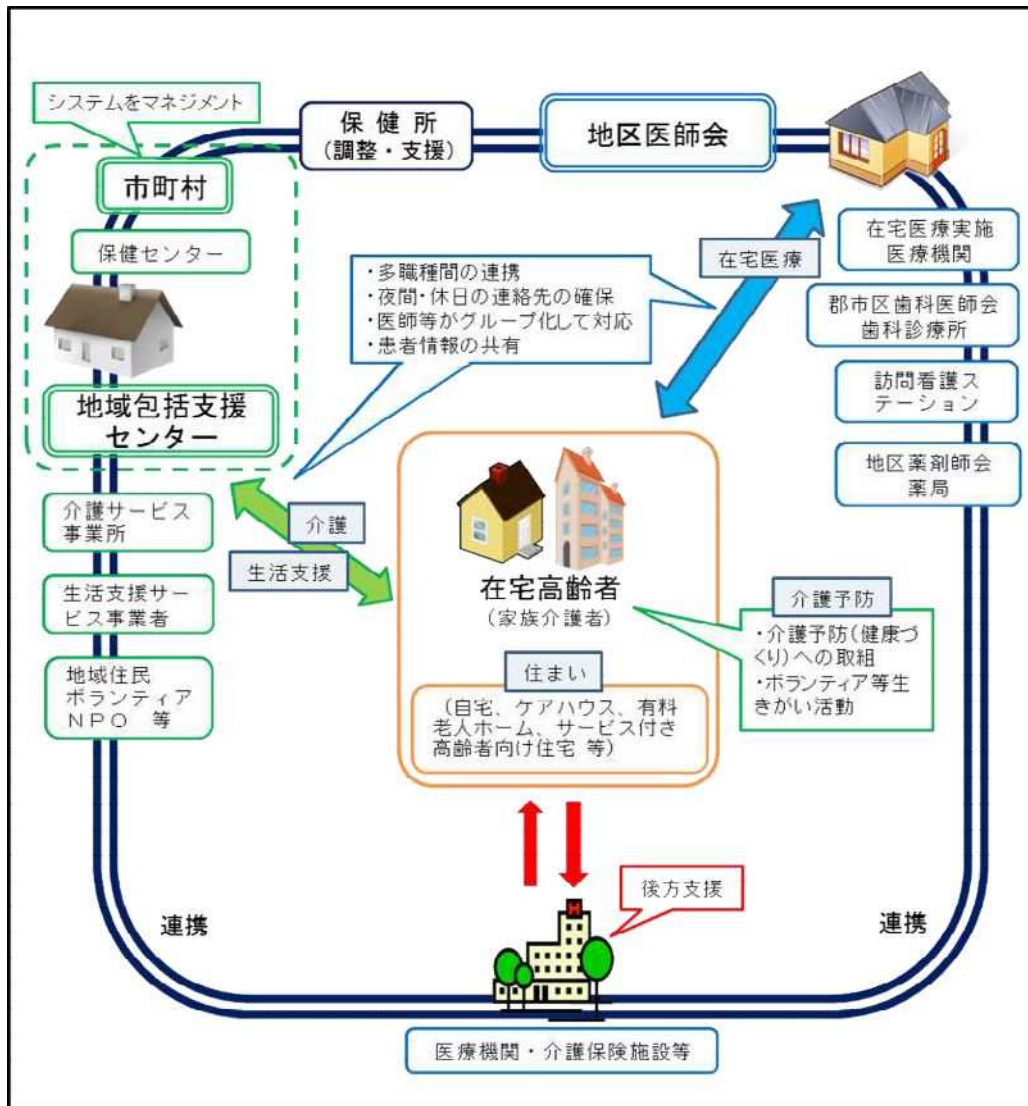 システムをマネジメント
保健所
(調整・支援)
地区医師会
市町村
保健センター
地域包括支援
センター
・多職種間の連携
・夜間・休日の連絡先の確保
・医師等がグループ化して対応
・患者情報の共有
在宅医療
在宅医療実施
医療機関
郡市区歯科医師会
歯科診療所
訪問看護ス
テーション
地区薬剤師会
薬局
介護サービス
事業所
生活支援サー
ビス事業者
地域住民
ボランティア
NPO 等
介護
生活支援
在宅高齢者
(家族介護者)
住まい
(自宅、ケアハウス、有料
老人ホーム、サービス付き
高齢者向け住宅 等)
介護予防
・介護予防(健康づ
くり)への取組
・ボランティア等生
きがい活動
後方支援
H
連携
連携
医療機関・介護保険施設等